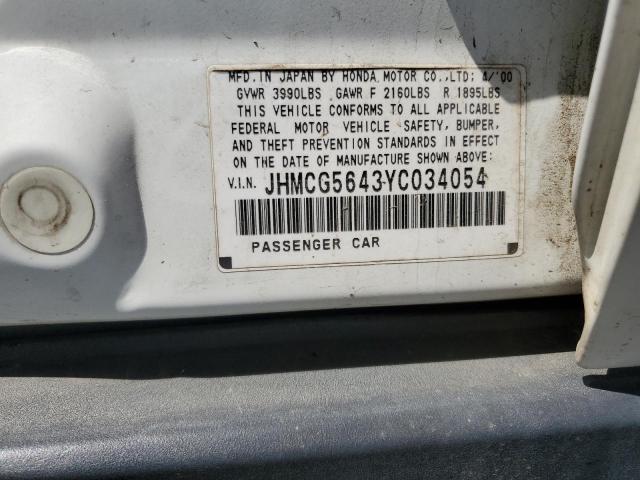 MFD. IN JAPAN BY HONDA MOTOR CO., LTD; 4/'00
GVWR 3990LBS GAWR F 2160LBS R 1895LBS
THIS VEHICLE CONFORMS TO ALL APPLICABLE
FEDERAL MOTOR VEHICLE SAFETY, BUMPER,
AND THEFT PREVENTION STANDARDS IN EFFECT
ON THE DATE OF MANUFACTURE SHOWN ABOVE:
V.I.N. JHMCG5643YC034054
PASSENGER CAR